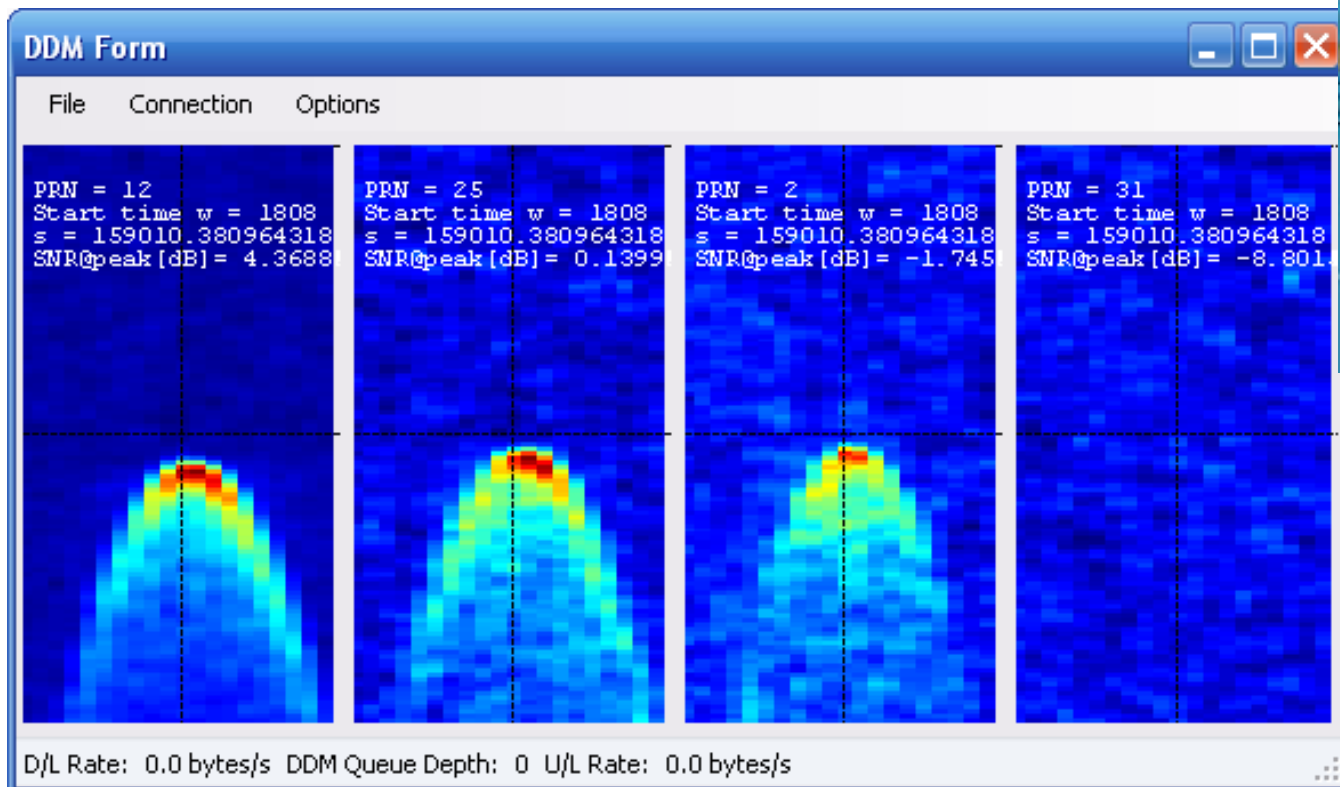 DDM Form
File Connection Options
PRN = 12
Start time w = 1808
s = 159010.380964318
SNR@peak[dB]= 4.3688
PRN = 25
Start time w = 1808
s = 159010.380964318
SNR@peak[dB]= 0.1399
PRN = 2
Start time w = 1808
s = 159010.380964318
SNR@peak[dB]= -1.745
PRN = 31
Start time w = 1808
s = 159010.380964318
SNR@peak[dB]= -8.801
D/L Rate: 0.0 bytes/s DDM Queue Depth: 0 U/L Rate: 0.0 bytes/s